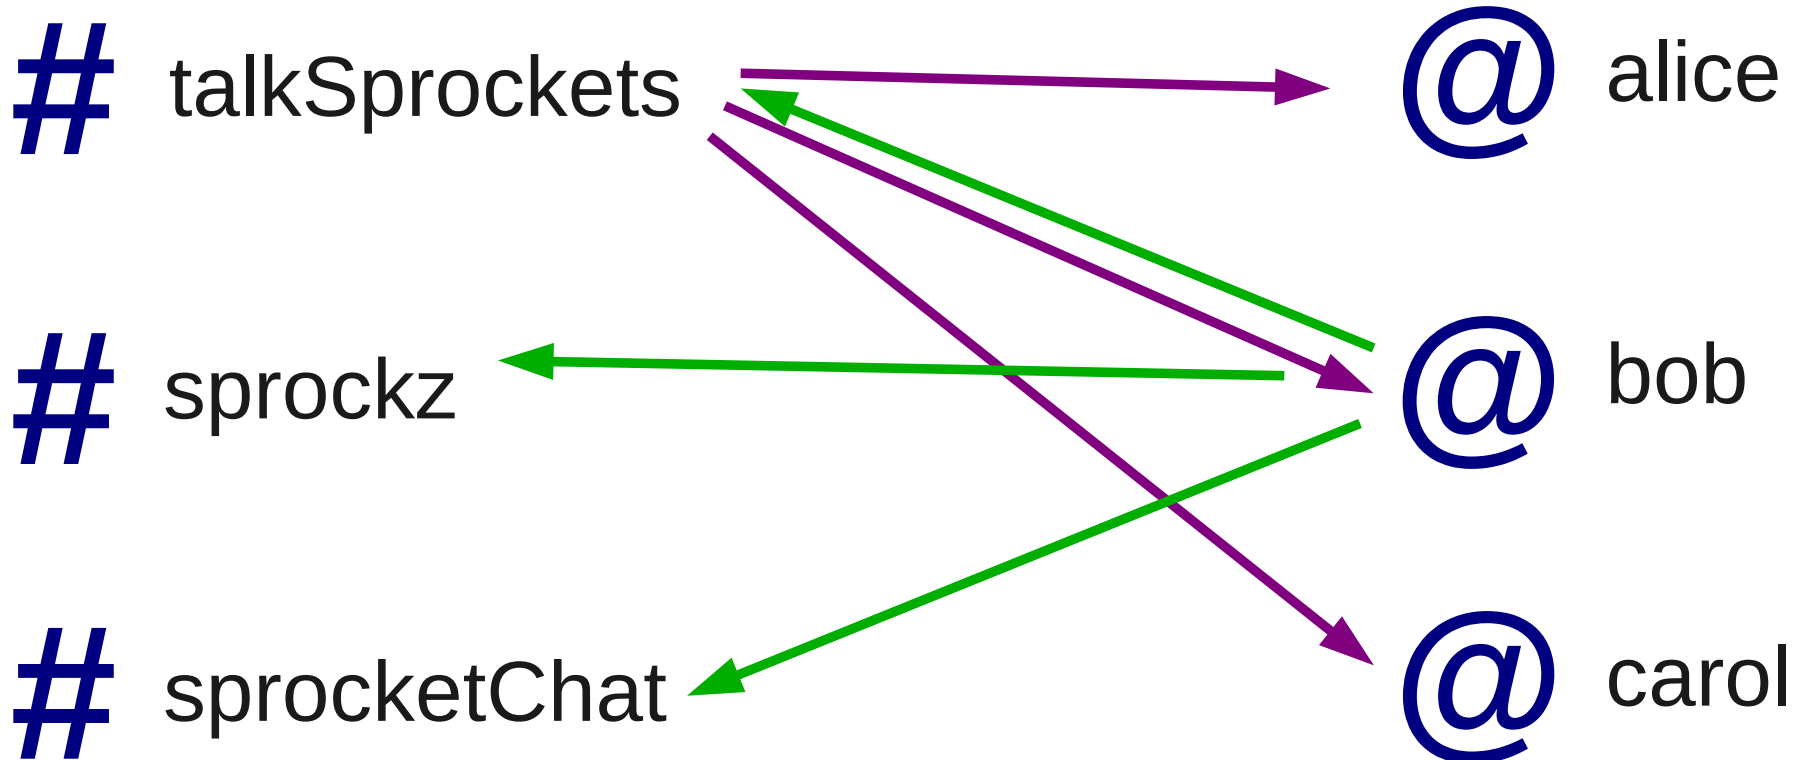 # talkSprockets @ alice
# sprockz @ bob
# sprocketChat @ carol